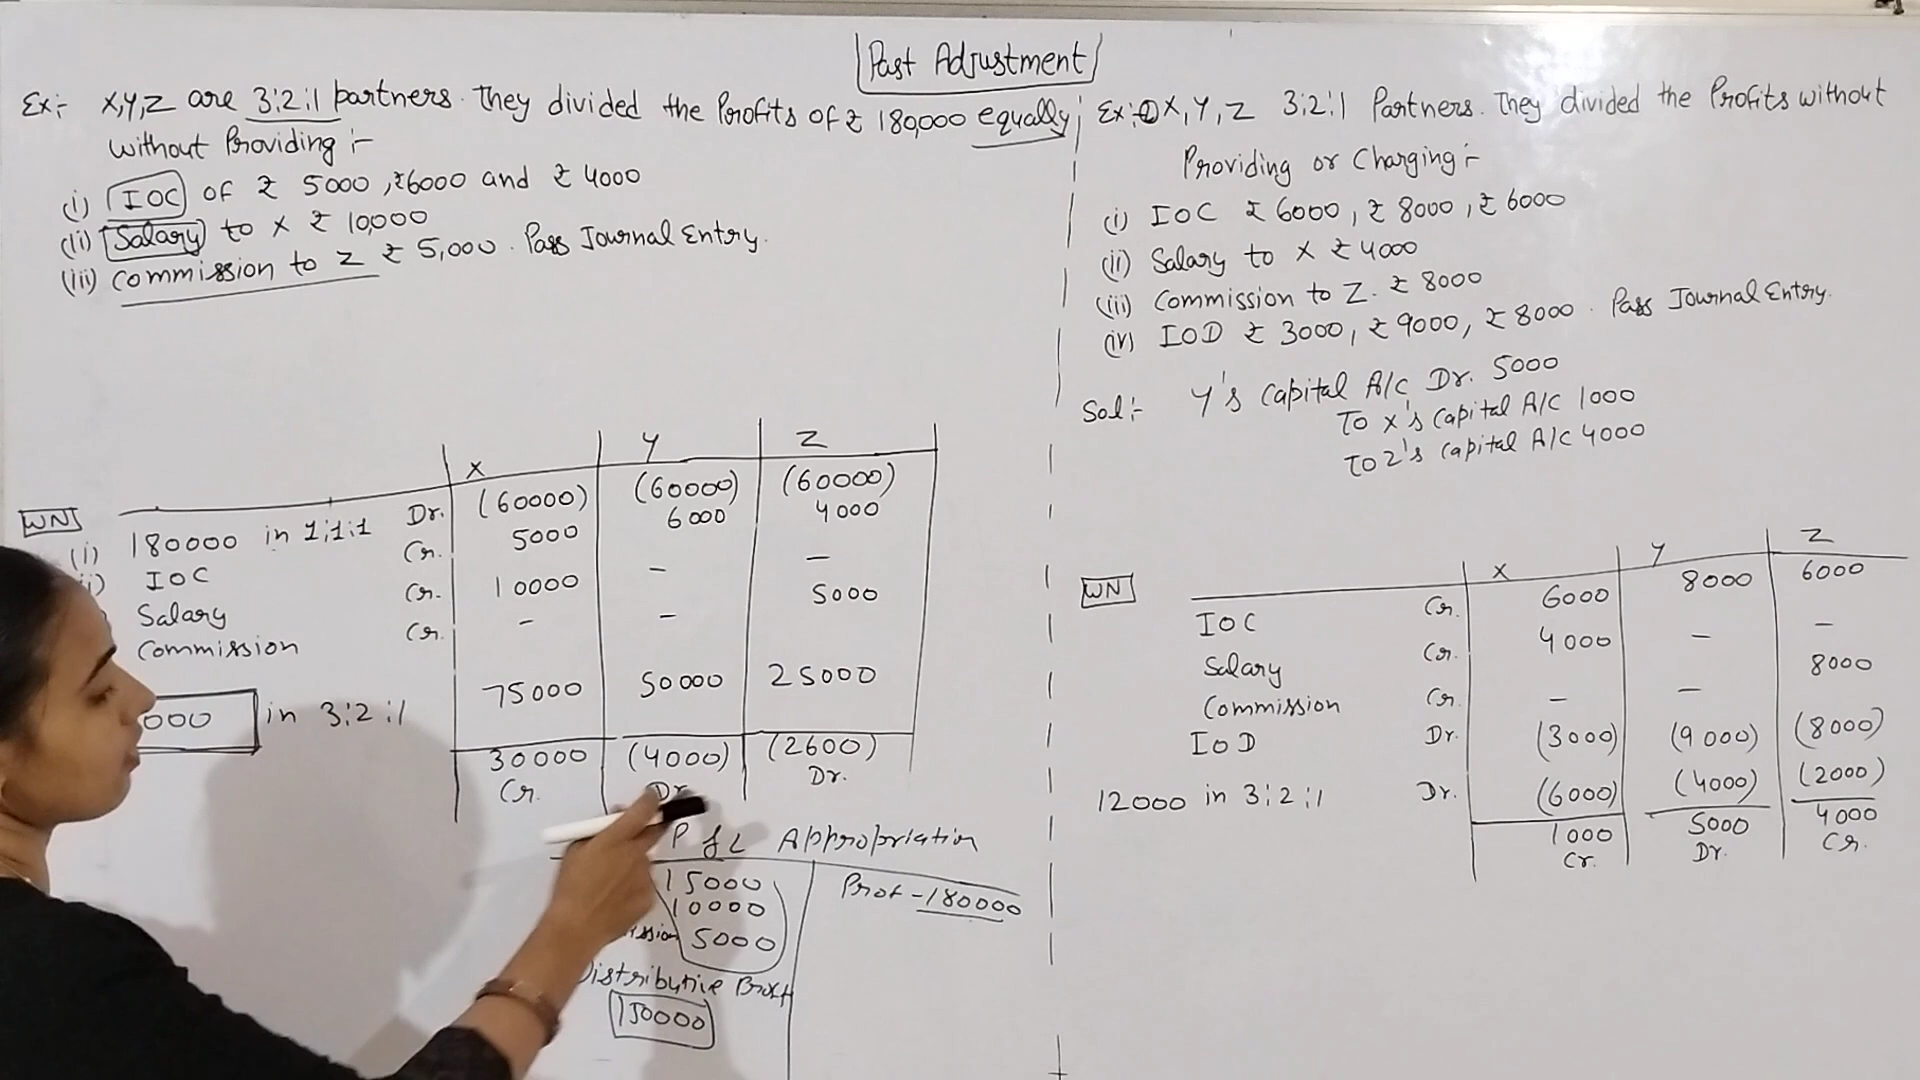 Past Adjustment
Ex:- X,Y,Z are 3:2:1 partners. They divided the Profits of ₹ 180,000 equally
without Providing :-
(i) IOC of ₹ 5000, ₹6000 and ₹ 4000
(ii) Salary to X ₹ 10,000
(iii) Commission to Z ₹ 5,000. Pass Journal Entry.
X Y Z
WN
(i) 180000 in 1:1:1 Dr. (60000) (60000) (60000)
IOC Cr. 5000 6000 4000
Salary Cr. 10000 - -
Commission Cr. - - 5000
000 in 3:2:1 75000 50000 25000
30000 (4000) (2600)
Cr. Dr. Dr.
P & L Appropriation
15000 Prof - 180000
10000
5000
Distributive Profit
150000
Ex:- ① X, Y, Z 3:2:1 Partners. They divided the Profits without
Providing or Charging :-
(i) IOC ₹ 6000, ₹ 8000, ₹ 6000
(ii) Salary to X ₹ 4000
(iii) Commission to Z. ₹ 8000
(iv) IOD ₹ 3000, ₹ 9000, ₹ 8000. Pass Journal Entry.
Sol:- Y's Capital A/C Dr. 5000
To X's Capital A/C 1000
To Z's Capital A/C 4000
WN X Y Z
IOC Cr. 6000 8000 6000
Salary Cr. 4000 - -
Commission Cr. - - 8000
IOD Dr. (3000) (9000) (8000)
12000 in 3:2:1 Dr. (6000) (4000) (2000)
1000 5000 4000
Cr. Dr. Cr.